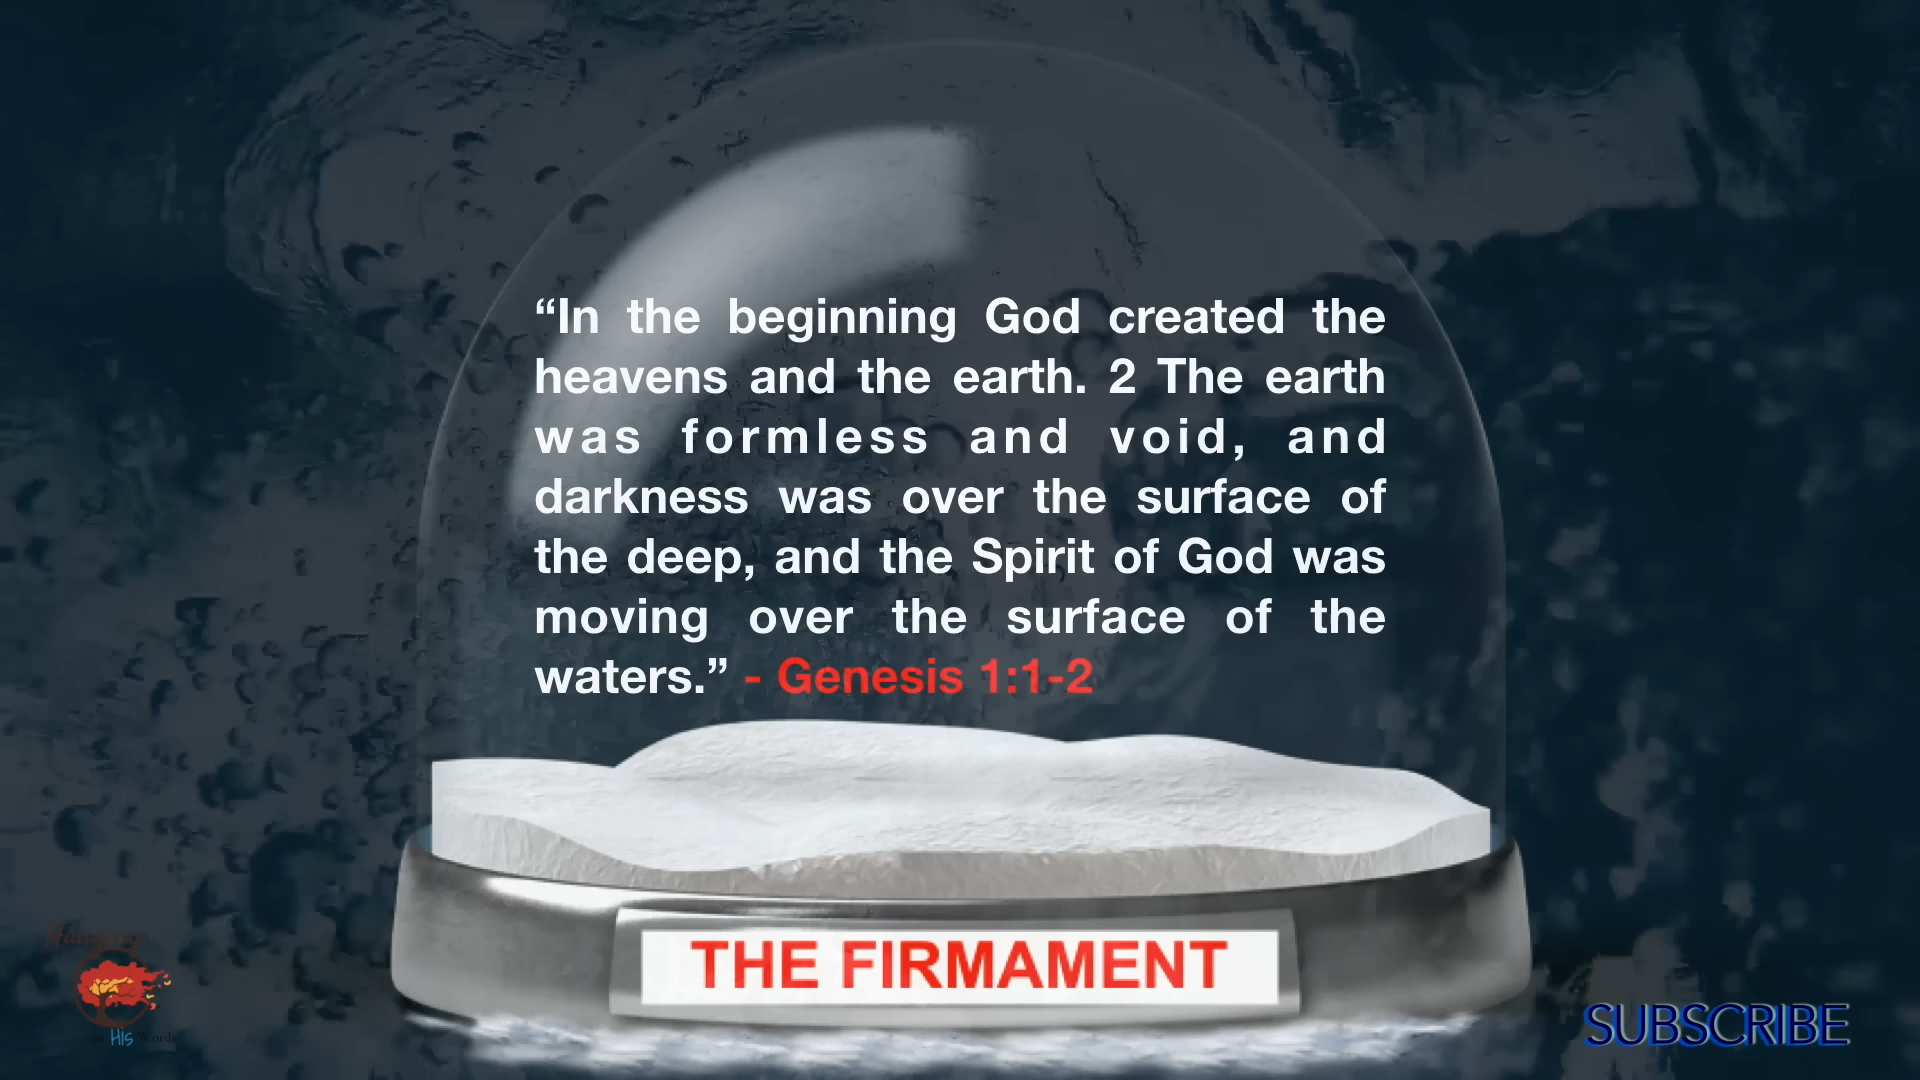 “In the beginning God created the
heavens and the earth. 2 The earth
was formless and void, and
darkness was over the surface of
the deep, and the Spirit of God was
moving over the surface of the
waters.” - Genesis 1:1-2
THE FIRMAMENT
Hanging
HIS Words
SUBSCRIBE